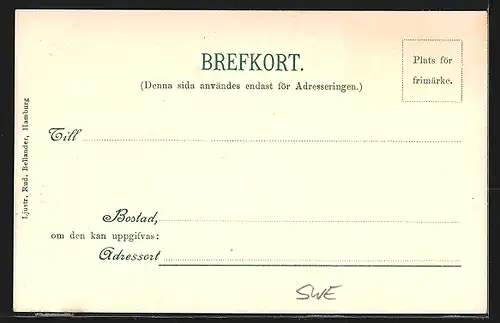 BREFKORT.
(Denna sida användes endast för Adresseringen.)
Plats för
frimärke.
Till
Bostad,
om den kan uppgifvas:
Adressort
Ljustr. Rud. Bellander, Hamburg
SWE